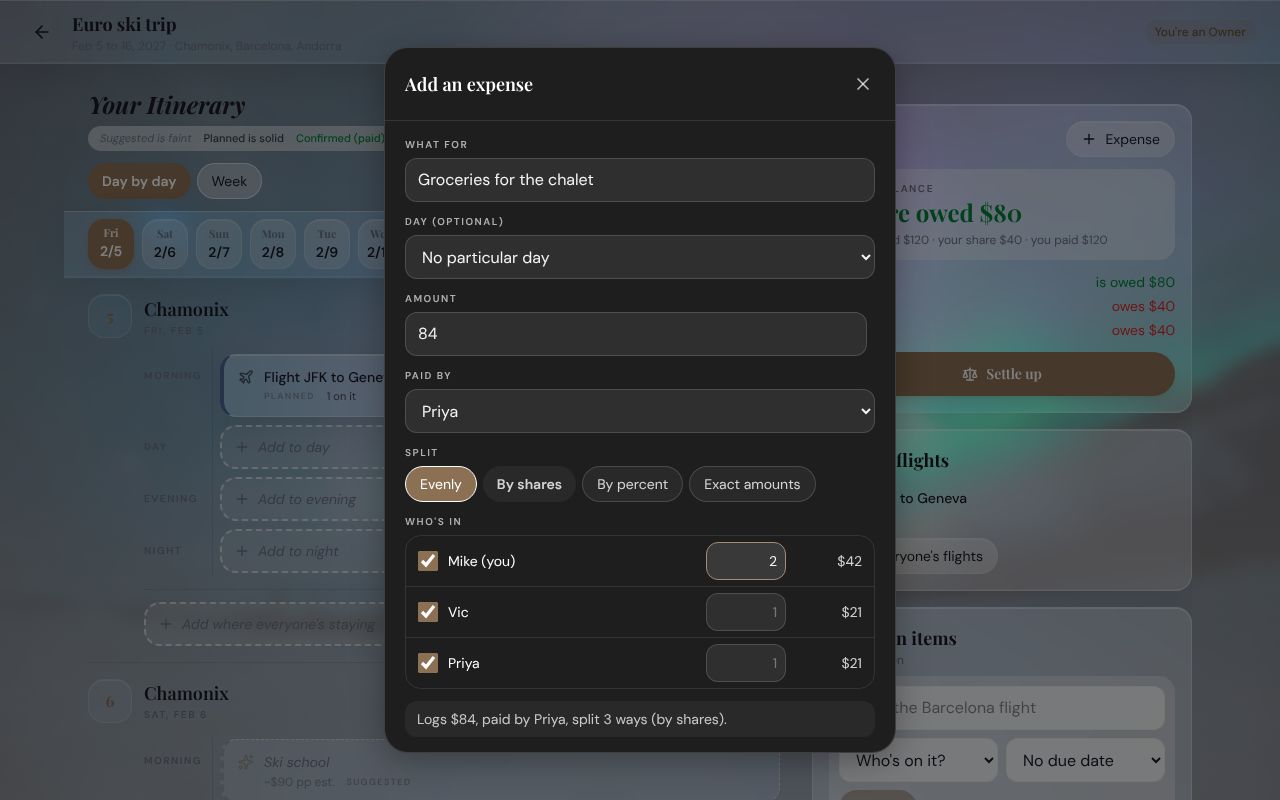 Euro ski trip
Feb 5 to 16, 2027 · Chamonix, Barcelona, Andorra
You're an Owner
Your Itinerary
Suggested is faint Planned is solid Confirmed (paid)
Day by day Week
Fri 2/5
Sat 2/6
Sun 2/7
Mon 2/8
Tue 2/9
5
Chamonix
FRI, FEB 5
MORNING
Flight JFK to Gene
PLANNED 1 on it
DAY
+ Add to day
EVENING
+ Add to evening
NIGHT
+ Add to night
+ Add where everyone's staying
6
Chamonix
SAT, FEB 6
MORNING
Ski school
~$90 pp est. SUGGESTED
Add an expense
WHAT FOR
Groceries for the chalet
DAY (OPTIONAL)
No particular day
AMOUNT
84
PAID BY
Priya
SPLIT
Evenly By shares By percent Exact amounts
WHO'S IN
Mike (you) 2 $42
Vic 1 $21
Priya 1 $21
Logs $84, paid by Priya, split 3 ways (by shares).
+ Expense
LANCE
re owed $80
d $120 · your share $40 · you paid $120
is owed $80
owes $40
owes $40
Settle up
flights
to Geneva
ryone's flights
n items
the Barcelona flight
Who's on it? No due date